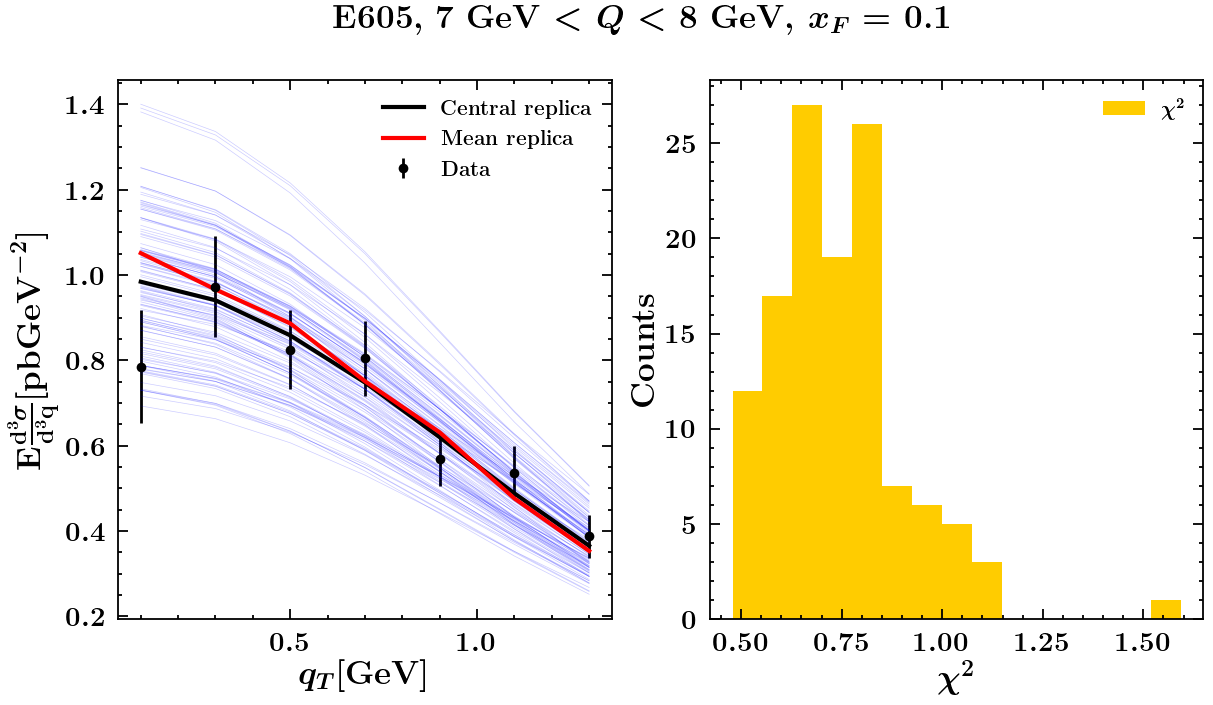 E605, 7 GeV < Q < 8 GeV, x_F = 0.1
E d³σ/d³q [pbGeV⁻²]
1.4
1.2
1.0
0.8
0.6
0.4
0.2
0.5
1.0
q_T[GeV]
Central replica
Mean replica
Data
Counts
25
20
15
10
5
0
0.50
0.75
1.00
1.25
1.50
χ²
χ²